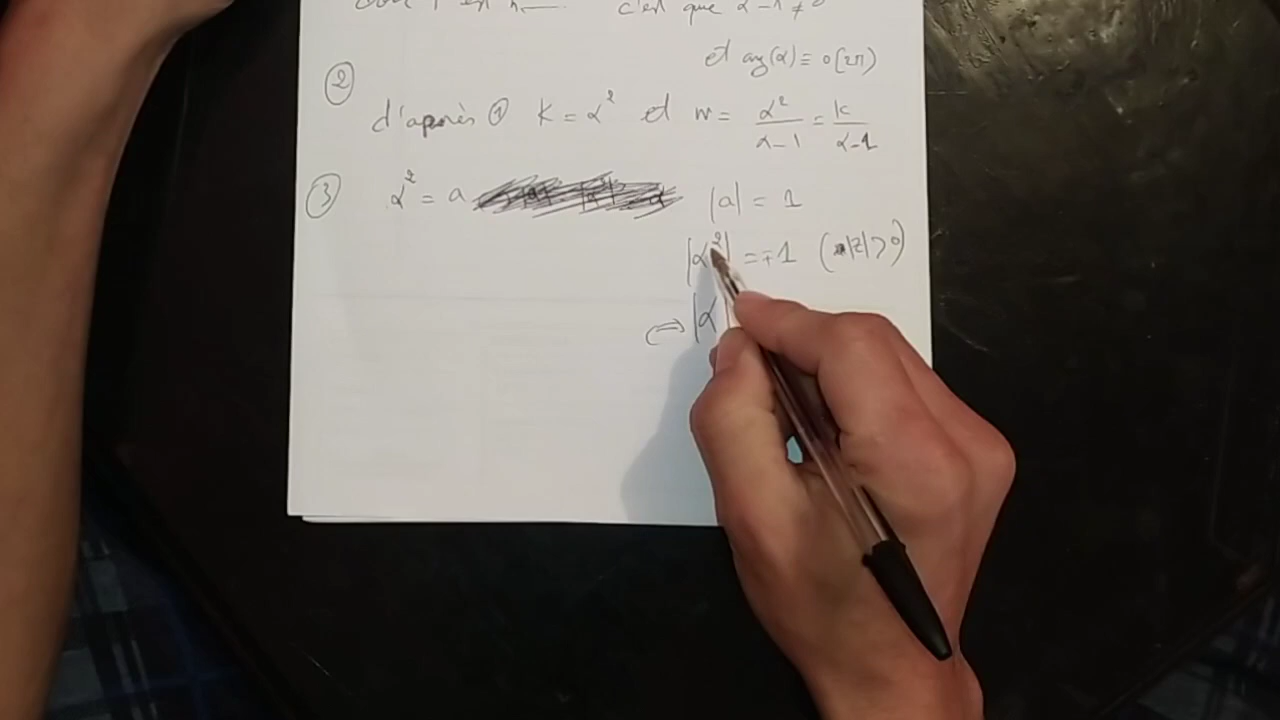 c'est que α-1≠0
et arg(α) ≡ 0[2π]
②
d'après ① K = α² et w = α²/(α-1) = k/(α-1)
③ α² = a |a| = 1
|α²| = ∓1 (|z|>0)
⇔ |α|